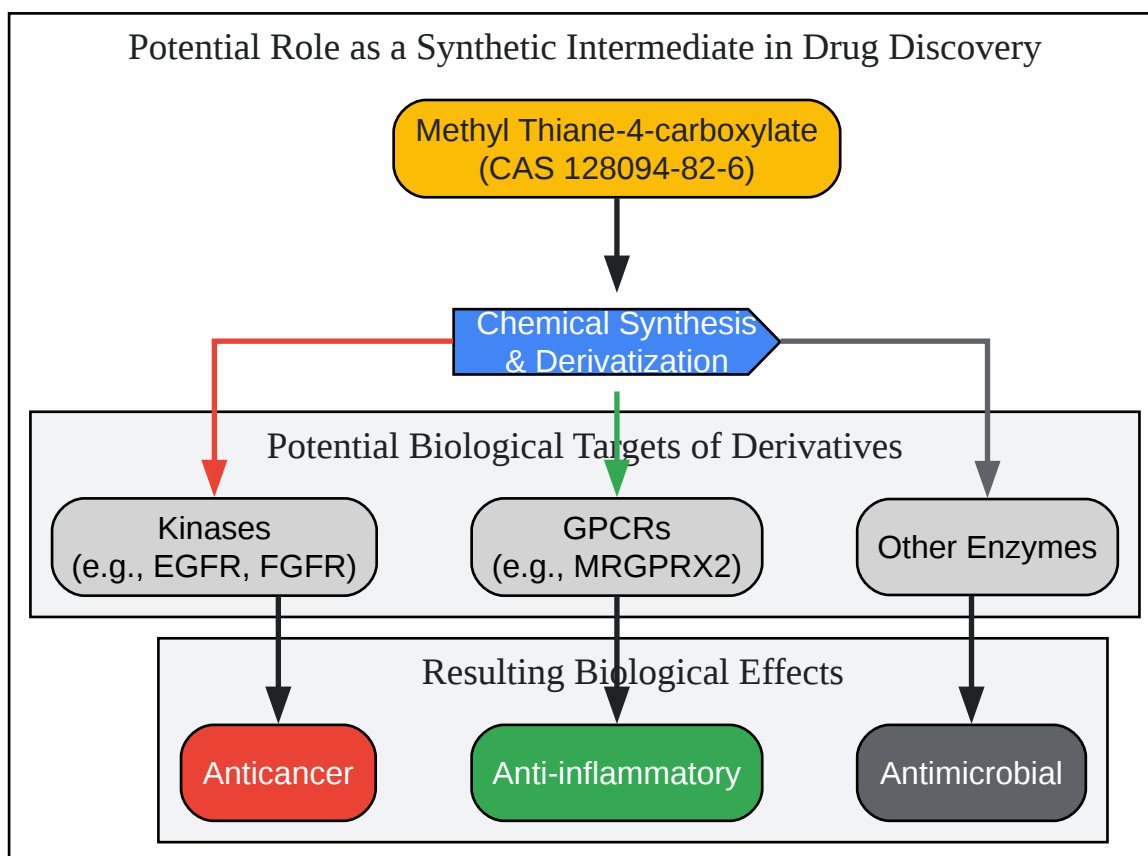 Potential Role as a Synthetic Intermediate in Drug Discovery
Methyl Thiane-4-carboxylate
(CAS 128094-82-6)
Chemical Synthesis
& Derivatization
Potential Biological Targets of Derivatives
Kinases
(e.g., EGFR, FGFR)
GPCRs
(e.g., MRGPRX2)
Other Enzymes
Resulting Biological Effects
Anticancer
Anti-inflammatory
Antimicrobial